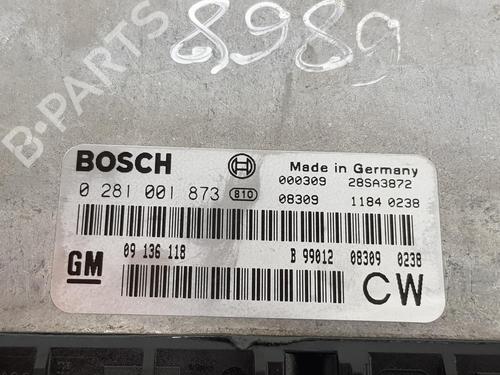 8989
B-PARTS
BOSCH
Made in Germany
000309 28SA3872
0 281 001 873 810
08309 1184 0238
09 136 118
B 99012 08309 0238
GM
CW